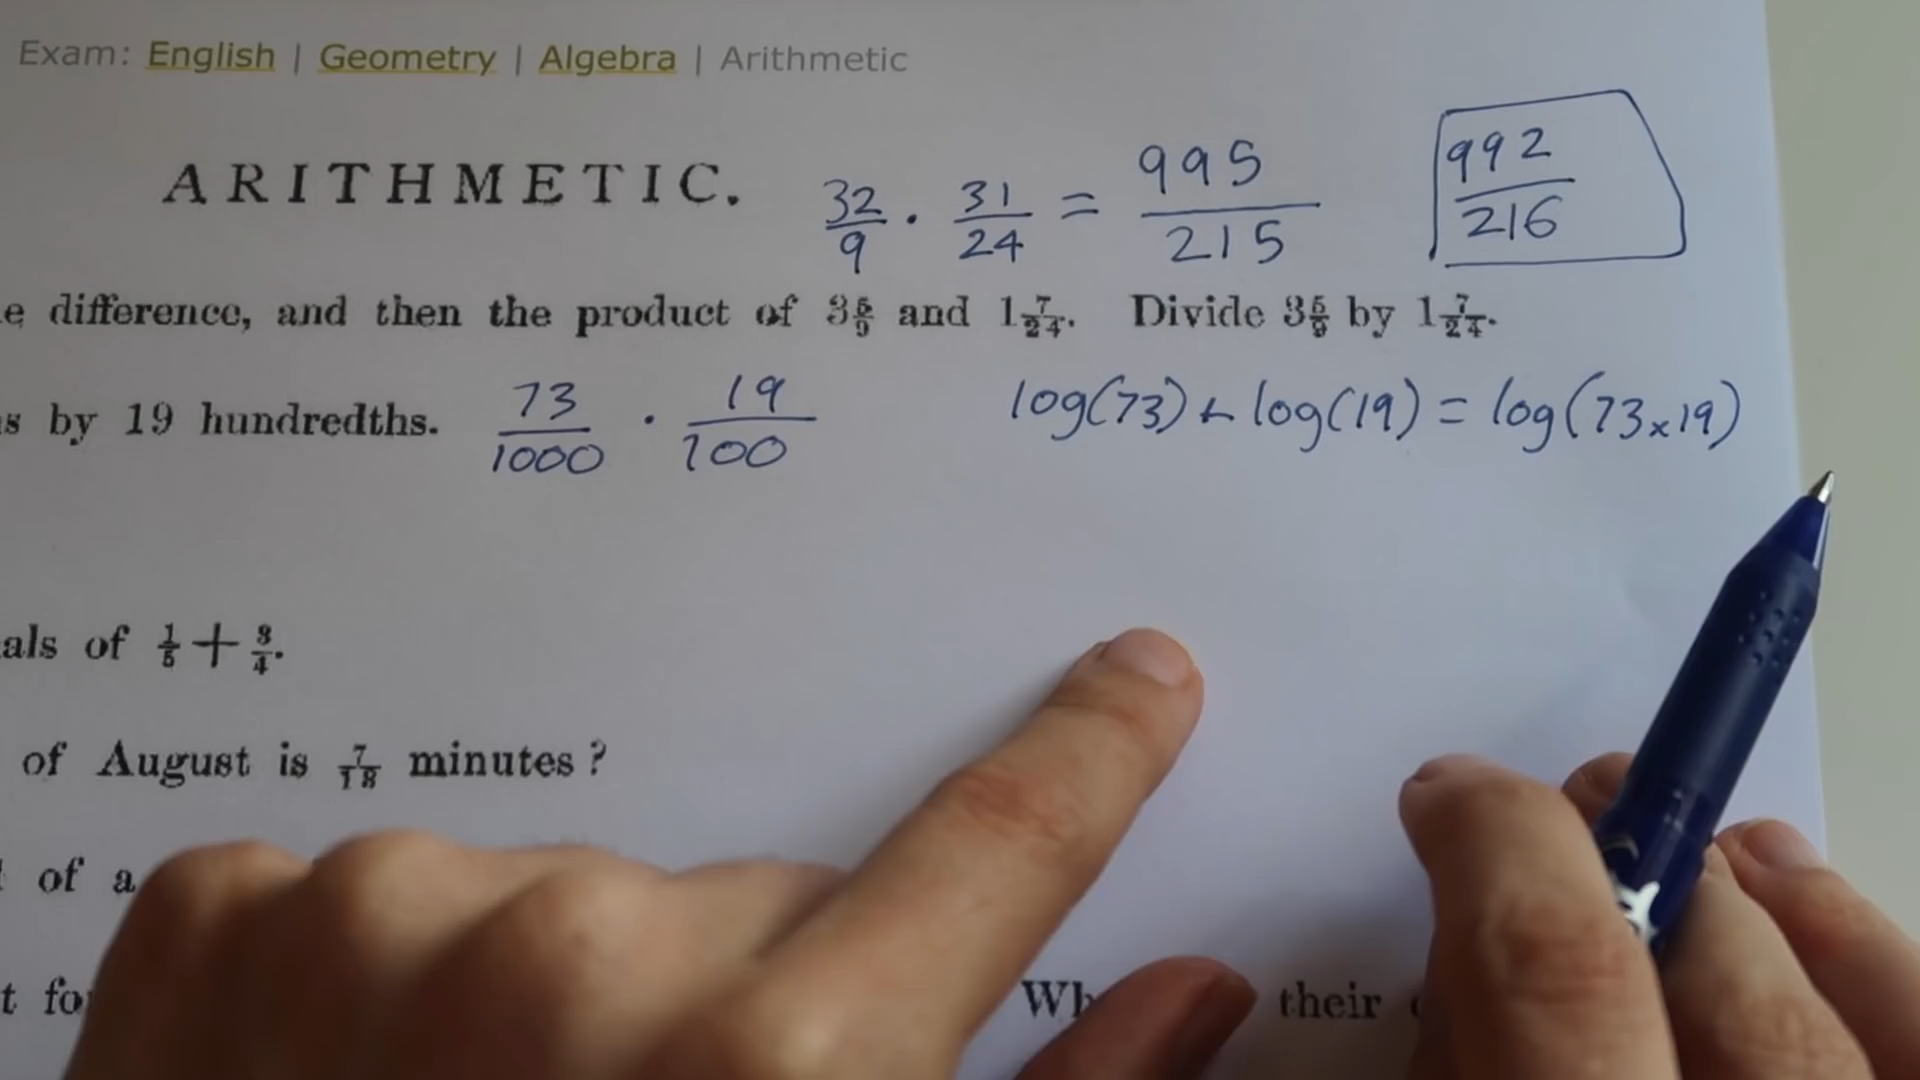 Exam: English | Geometry | Algebra | Arithmetic
ARITHMETIC.
32/9 · 31/24 = 995/215
992/216
e difference, and then the product of 3 5/9 and 1 7/24. Divide 3 5/9 by 1 7/24.
s by 19 hundredths.
73/1000 · 19/100
log(73) + log(19) = log(73×19)
als of 1/5 + 3/4.
of August is 7/18 minutes?
of a
t fo
Wh
their